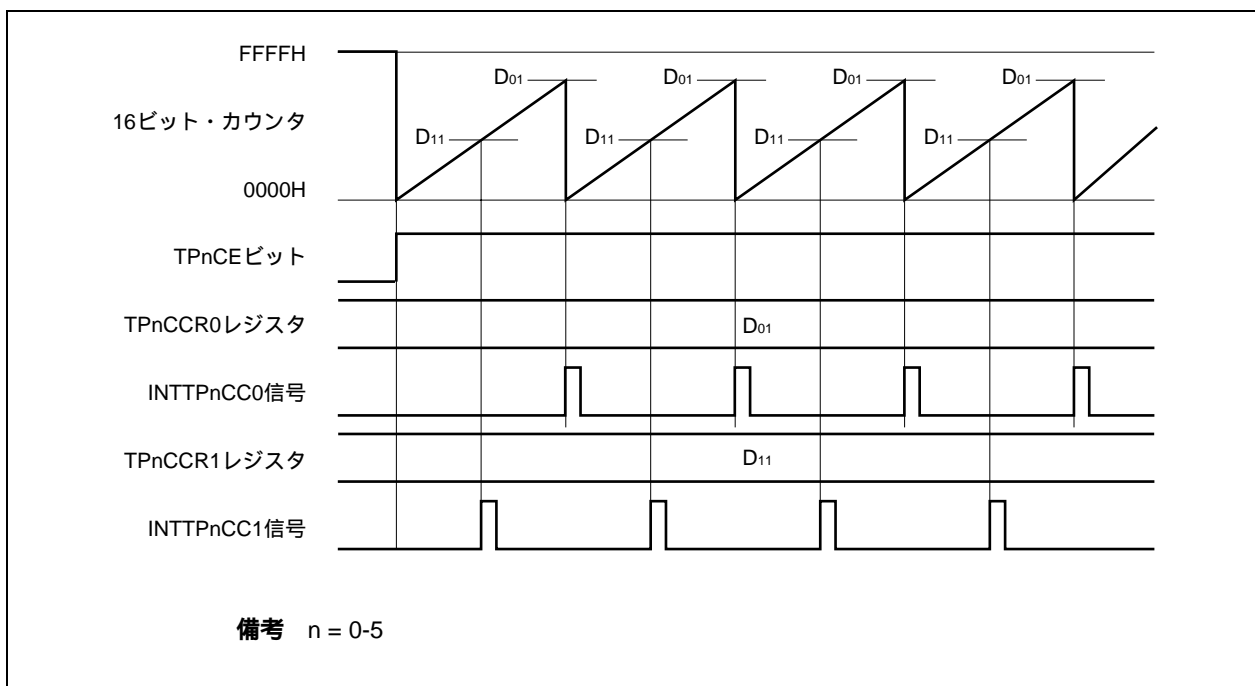 FFFFH
D01 D01 D01 D01
16ビット・カウンタ
D11 D11 D11 D11
0000H
TPnCEビット
TPnCCR0レジスタ D01
INTTPnCC0信号
TPnCCR1レジスタ D11
INTTPnCC1信号
備考 n = 0-5